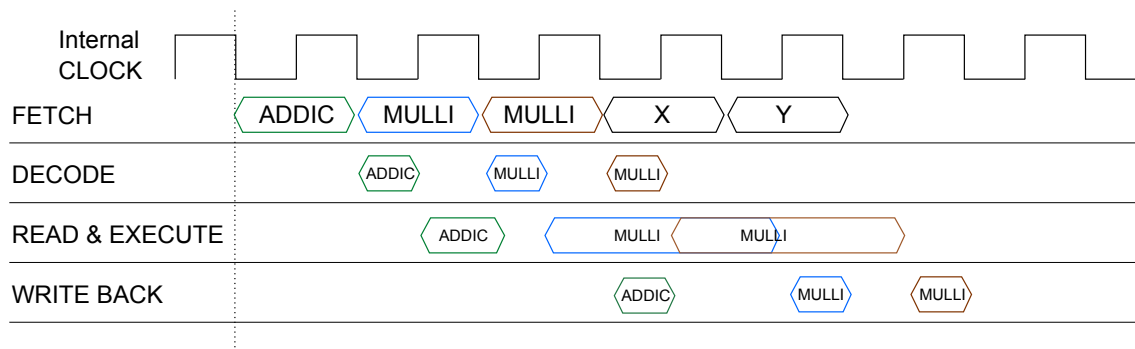 Internal
CLOCK
FETCH ADDIC MULLI MULLI X Y
DECODE ADDIC MULLI MULLI
READ & EXECUTE ADDIC MULLI MULLI
WRITE BACK ADDIC MULLI MULLI